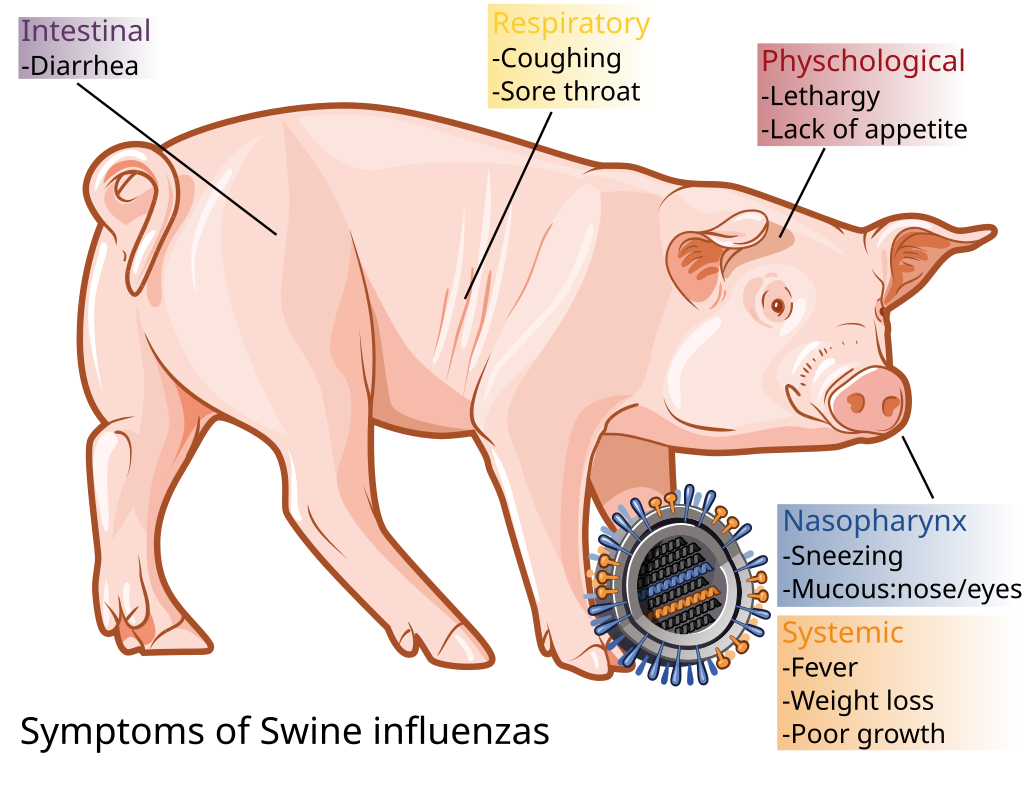 Intestinal
-Diarrhea
Respiratory
-Coughing
-Sore throat
Physchological
-Lethargy
-Lack of appetite
Nasopharynx
-Sneezing
-Mucous:nose/eyes
Systemic
-Fever
-Weight loss
-Poor growth
Symptoms of Swine influenzas